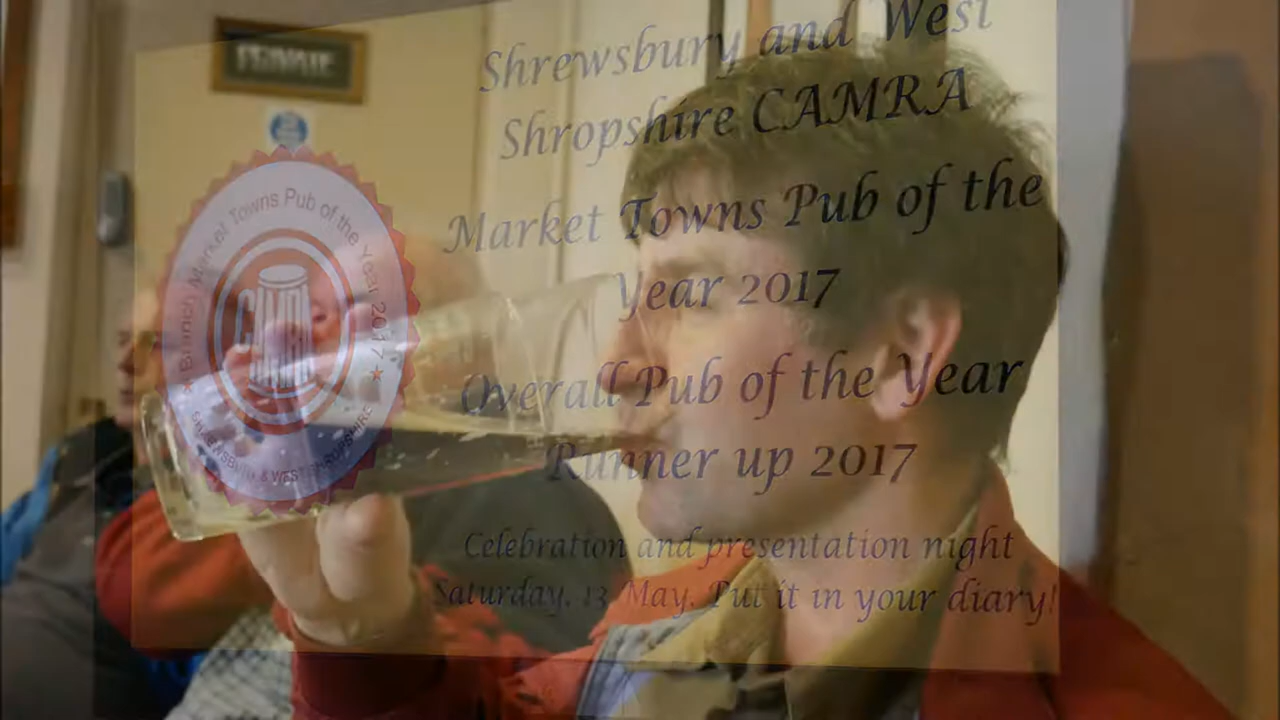 Shrewsbury and West
Shropshire CAMRA
Market Towns Pub of the
Year 2017
Overall Pub of the Year
Runner up 2017
Celebration and presentation night
Saturday, 13 May. Put it in your diary!
Branch Market Towns Pub of the Year 2017
SHREWSBURY & WEST SHROPSHIRE